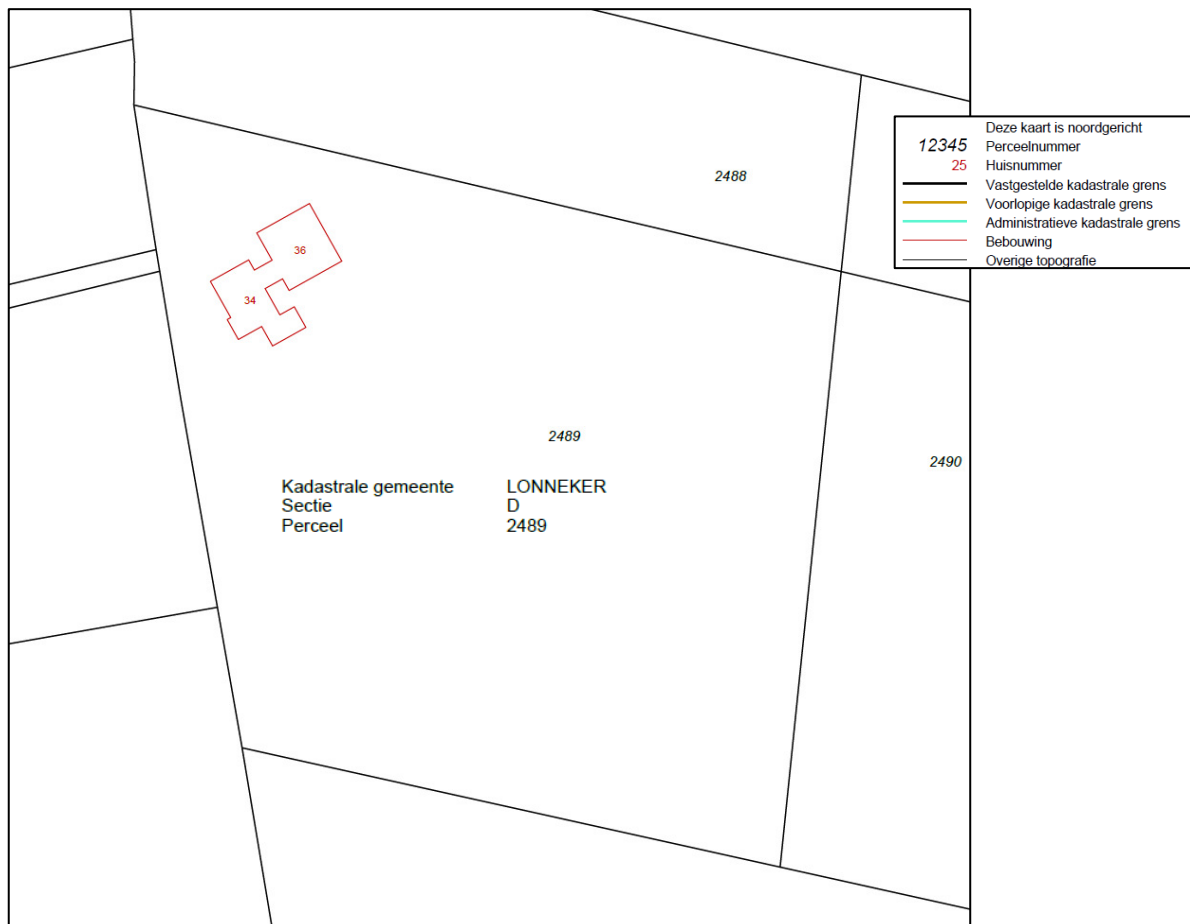 Deze kaart is noordgericht
12345 Perceelnummer
25 Huisnummer
Vastgestelde kadastrale grens
Voorlopige kadastrale grens
Administratieve kadastrale grens
Bebouwing
Overige topografie
2488
36
34
2489
2490
Kadastrale gemeente LONNEKER
Sectie D
Perceel 2489